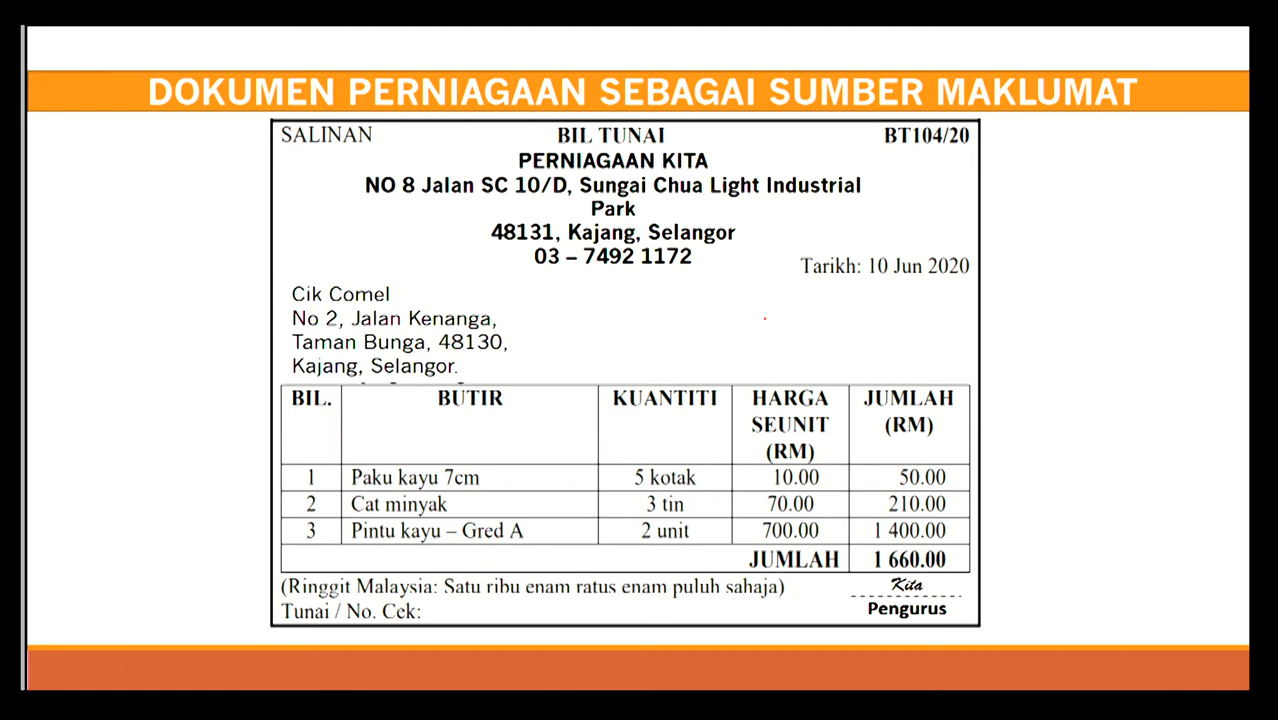 DOKUMEN PERNIAGAAN SEBAGAI SUMBER MAKLUMAT
SALINAN BIL TUNAI BT104/20
PERNIAGAAN KITA
NO 8 Jalan SC 10/D, Sungai Chua Light Industrial
Park
48131, Kajang, Selangor
03 – 7492 1172
Tarikh: 10 Jun 2020
Cik Comel
No 2, Jalan Kenanga,
Taman Bunga, 48130,
Kajang, Selangor.
BIL. BUTIR KUANTITI HARGA SEUNIT (RM) JUMLAH (RM)
1 Paku kayu 7cm 5 kotak 10.00 50.00
2 Cat minyak 3 tin 70.00 210.00
3 Pintu kayu – Gred A 2 unit 700.00 1 400.00
JUMLAH 1 660.00
(Ringgit Malaysia: Satu ribu enam ratus enam puluh sahaja) Kita
Tunai / No. Cek: Pengurus